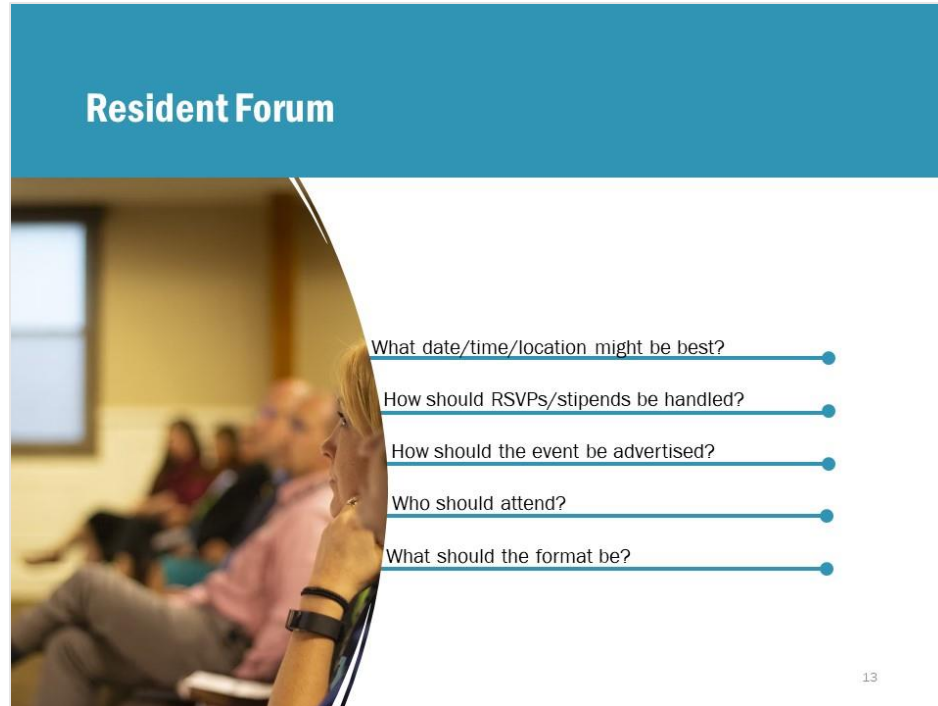 Resident Forum
What date/time/location might be best?
How should RSVPs/stipends be handled?
How should the event be advertised?
Who should attend?
What should the format be?
13